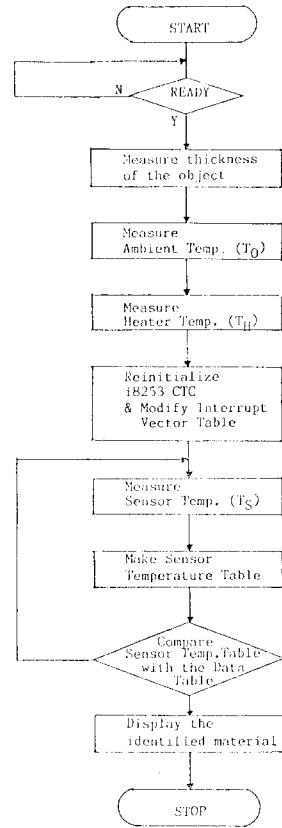 START
N
READY
Y
Measure thickness
of the object
Measure
Ambient Temp. (TO)
Measure
Heater Temp. (TH)
Reinitialize
i8253 CTC
& Modify Interrupt
Vector Table
Measure
Sensor Temp. (TS)
Make Sensor
Temperature Table
Compare
Sensor Temp.Table
with the Data
Table
Display the
identified material
STOP